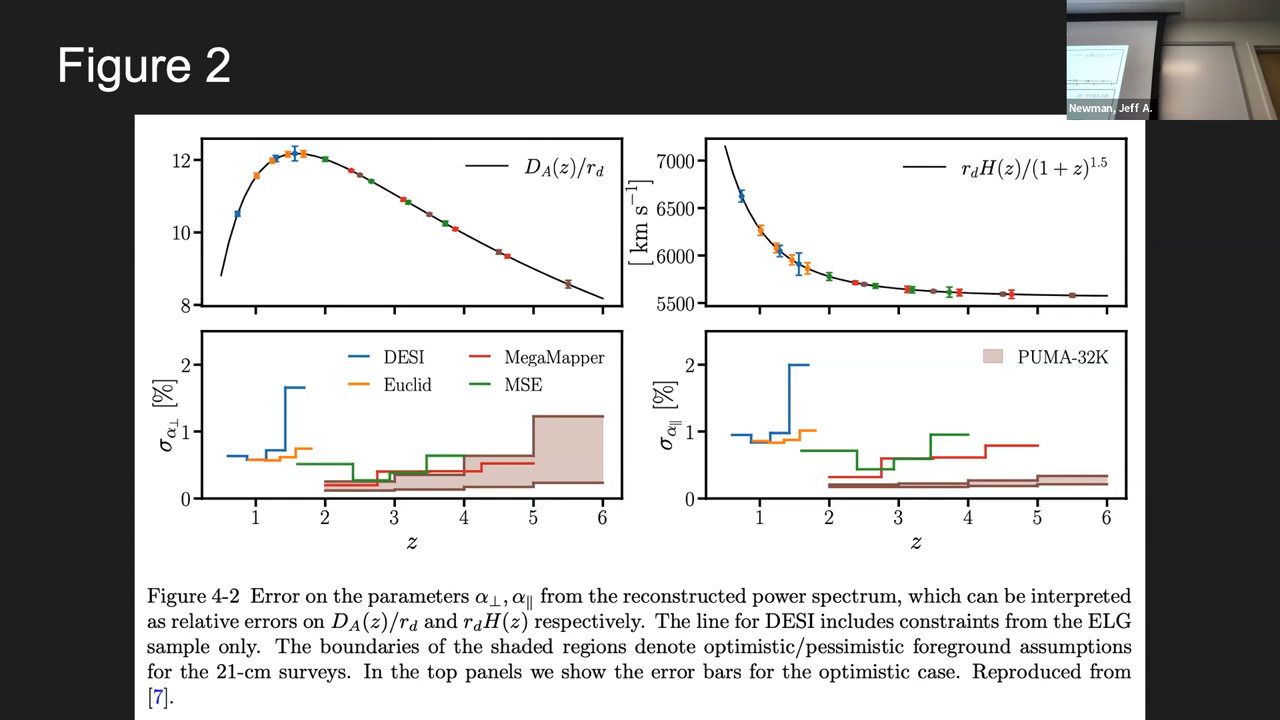 Figure 2
Newman, Jeff A.
D_A(z)/r_d
12
10
8
r_d H(z)/(1 + z)^1.5
[ km s^−1]
7000
6500
6000
5500
DESI
Euclid
MegaMapper
MSE
σ_α⊥ [%]
2
1
0
1 2 3 4 5 6
z
PUMA-32K
σ_α∥ [%]
2
1
0
1 2 3 4 5 6
z
Figure 4-2 Error on the parameters α⊥, α∥ from the reconstructed power spectrum, which can be interpreted
as relative errors on D_A(z)/r_d and r_d H(z) respectively. The line for DESI includes constraints from the ELG
sample only. The boundaries of the shaded regions denote optimistic/pessimistic foreground assumptions
for the 21-cm surveys. In the top panels we show the error bars for the optimistic case. Reproduced from
[7].